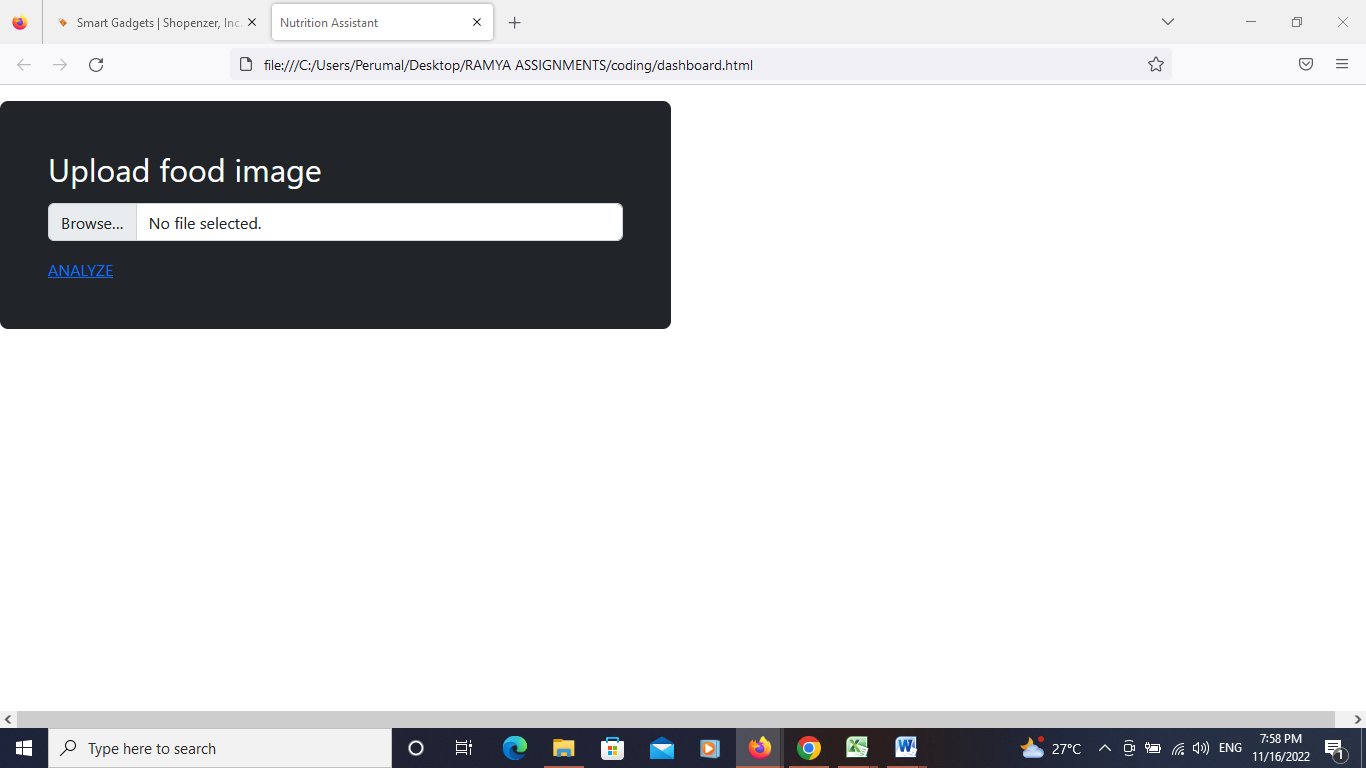 Smart Gadgets | Shopenzer, Inc.
Nutrition Assistant
file:///C:/Users/Perumal/Desktop/RAMYA ASSIGNMENTS/coding/dashboard.html
Upload food image
Browse... No file selected.
ANALYZE
Type here to search
27°C
ENG
7:58 PM
11/16/2022
1